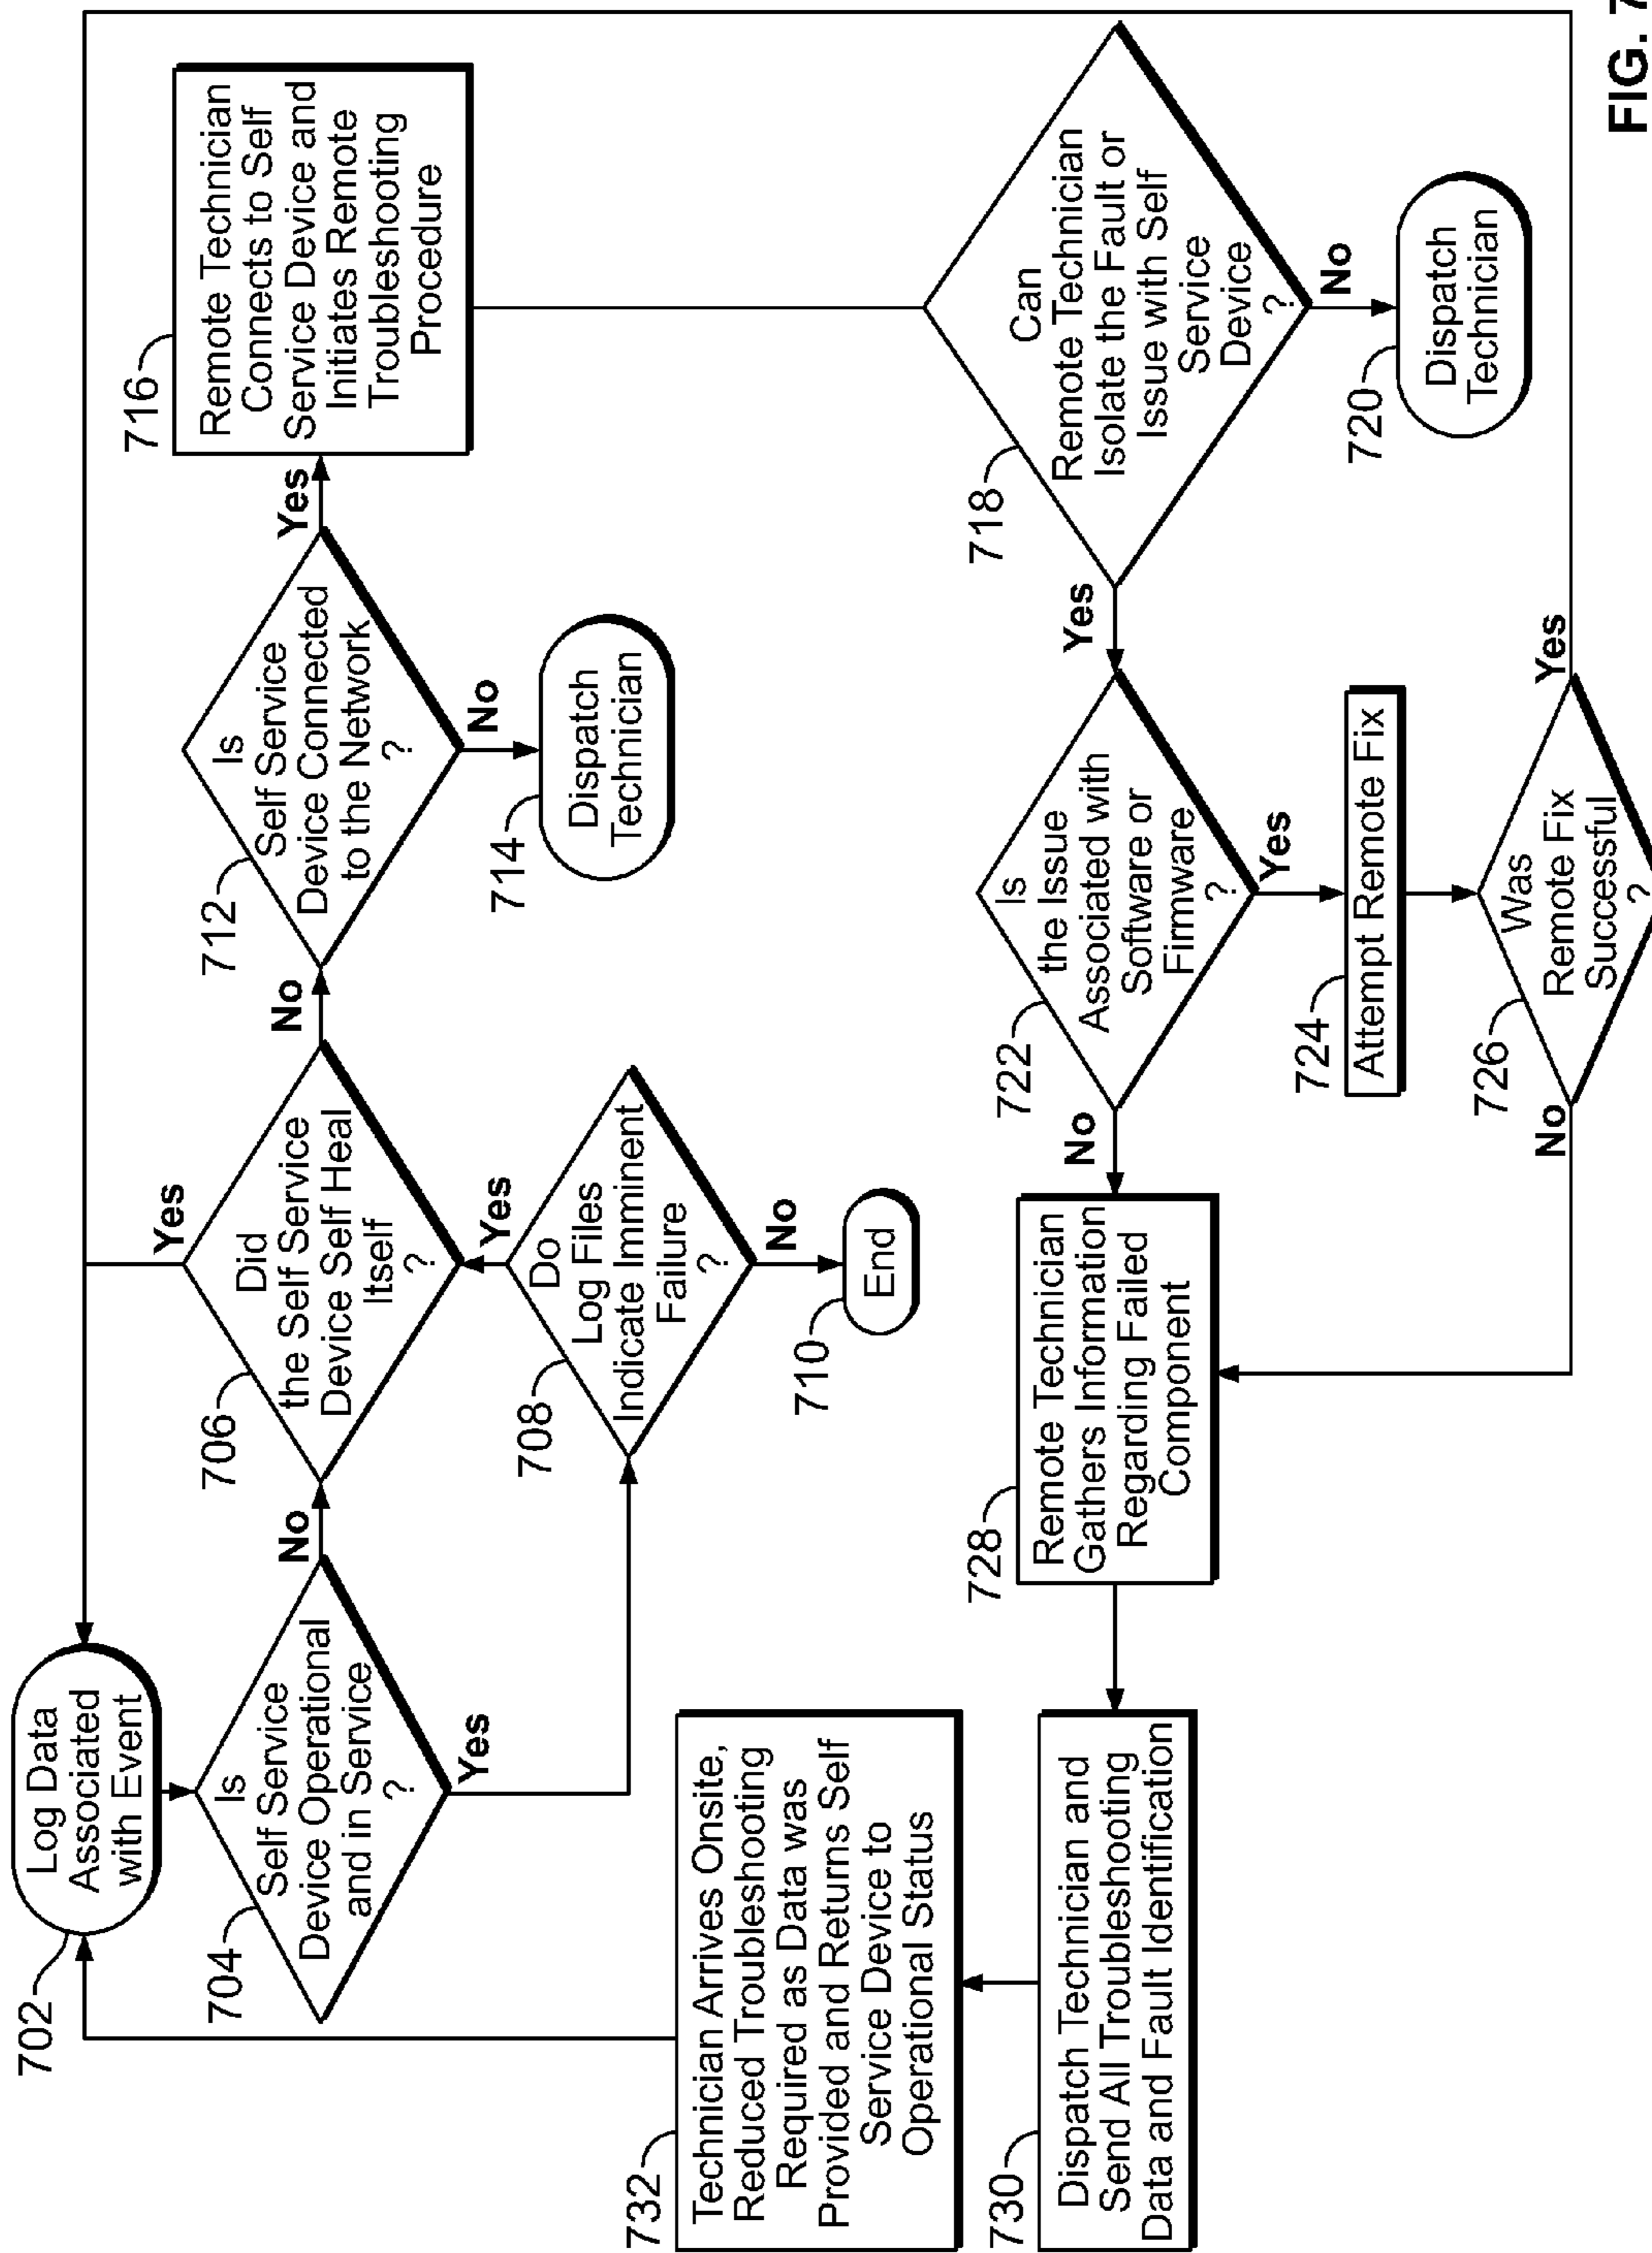 702
Log Data
Associated
with Event
704
Is
Self Service
Device Operational
and in Service
?
No
Yes
706
Did
the Self Service
Device Self Heal
Itself
?
Yes
No
708
Do
Log Files
Indicate Imminent
Failure
?
Yes
No
710
End
712
Is
Self Service
Device Connected
to the Network
?
Yes
No
714
Dispatch
Technician
716
Remote Technician
Connects to Self
Service Device and
Initiates Remote
Troubleshooting
Procedure
718
Can
Remote Technician
Isolate the Fault or
Issue with Self
Service
Device
?
No
Yes
720
Dispatch
Technician
722
Is
the Issue
Associated with
Software or
Firmware
?
Yes
No
724
Attempt Remote Fix
726
Was
Remote Fix
Successful
?
Yes
No
728
Remote Technician
Gathers Information
Regarding Failed
Component
730
Dispatch Technician and
Send All Troubleshooting
Data and Fault Identification
732
Technician Arrives Onsite,
Reduced Troubleshooting
Required as Data was
Provided and Returns Self
Service Device to
Operational Status
FIG. 7